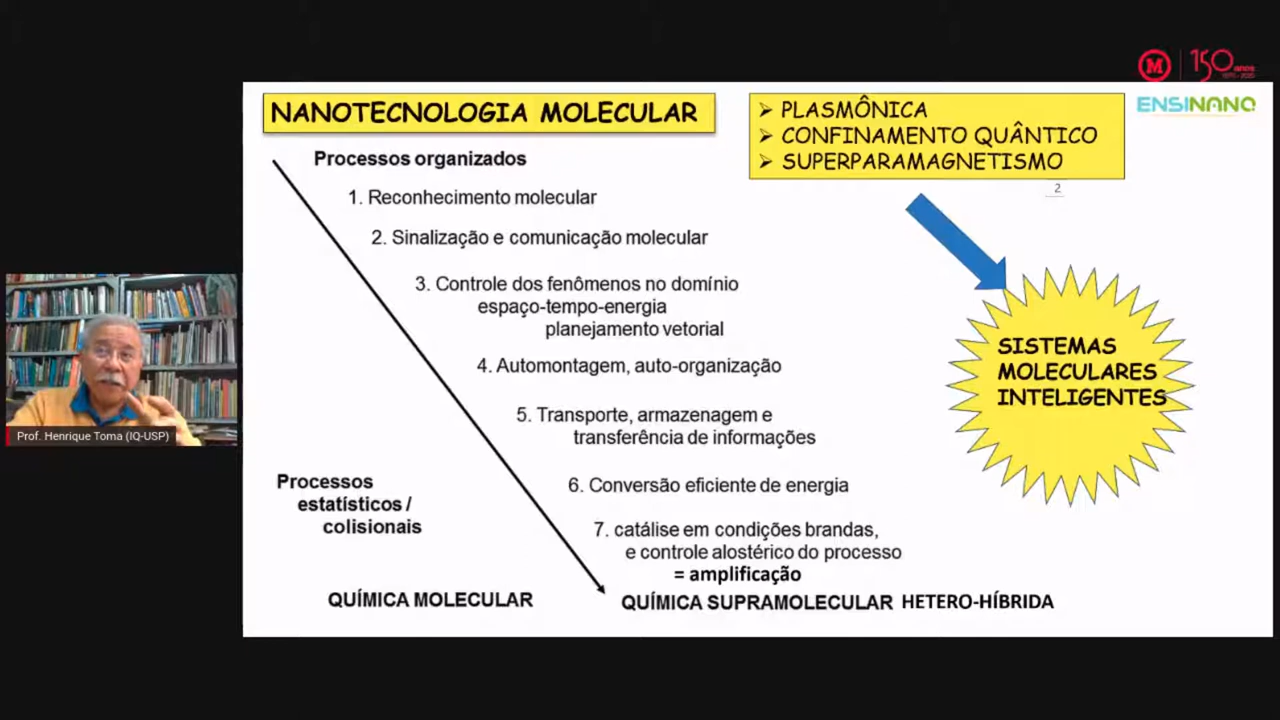 M
150 anos
ENSINANO
NANOTECNOLOGIA MOLECULAR
➢ PLASMÔNICA
➢ CONFINAMENTO QUÂNTICO
➢ SUPERPARAMAGNETISMO
2
Processos organizados
1. Reconhecimento molecular
2. Sinalização e comunicação molecular
3. Controle dos fenômenos no domínio
espaço-tempo-energia
planejamento vetorial
4. Automontagem, auto-organização
5. Transporte, armazenagem e
transferência de informações
6. Conversão eficiente de energia
7. catálise em condições brandas,
e controle alostérico do processo
= amplificação
SISTEMAS
MOLECULARES
INTELIGENTES
Processos
estatísticos /
colisionais
QUÍMICA MOLECULAR
QUÍMICA SUPRAMOLECULAR HETERO-HÍBRIDA
Prof. Henrique Toma (IQ-USP)